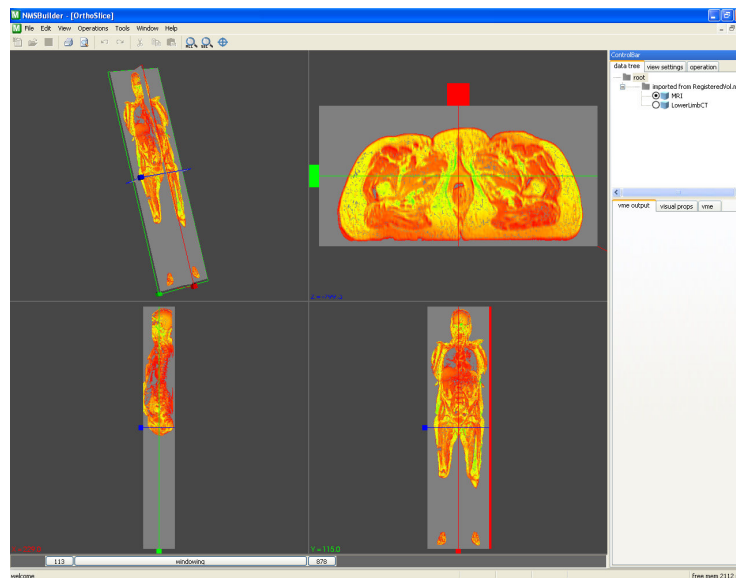 NMSBuilder - [OrthoSlice]
File Edit View Operations Tools Window Help
ControlBar
data tree view settings operation
root
imported from RegisteredVol.m
MRI
LowerLimbCT
vme output visual props vme
Y = 115.0
113 windowing 878
welcome free mem 2112